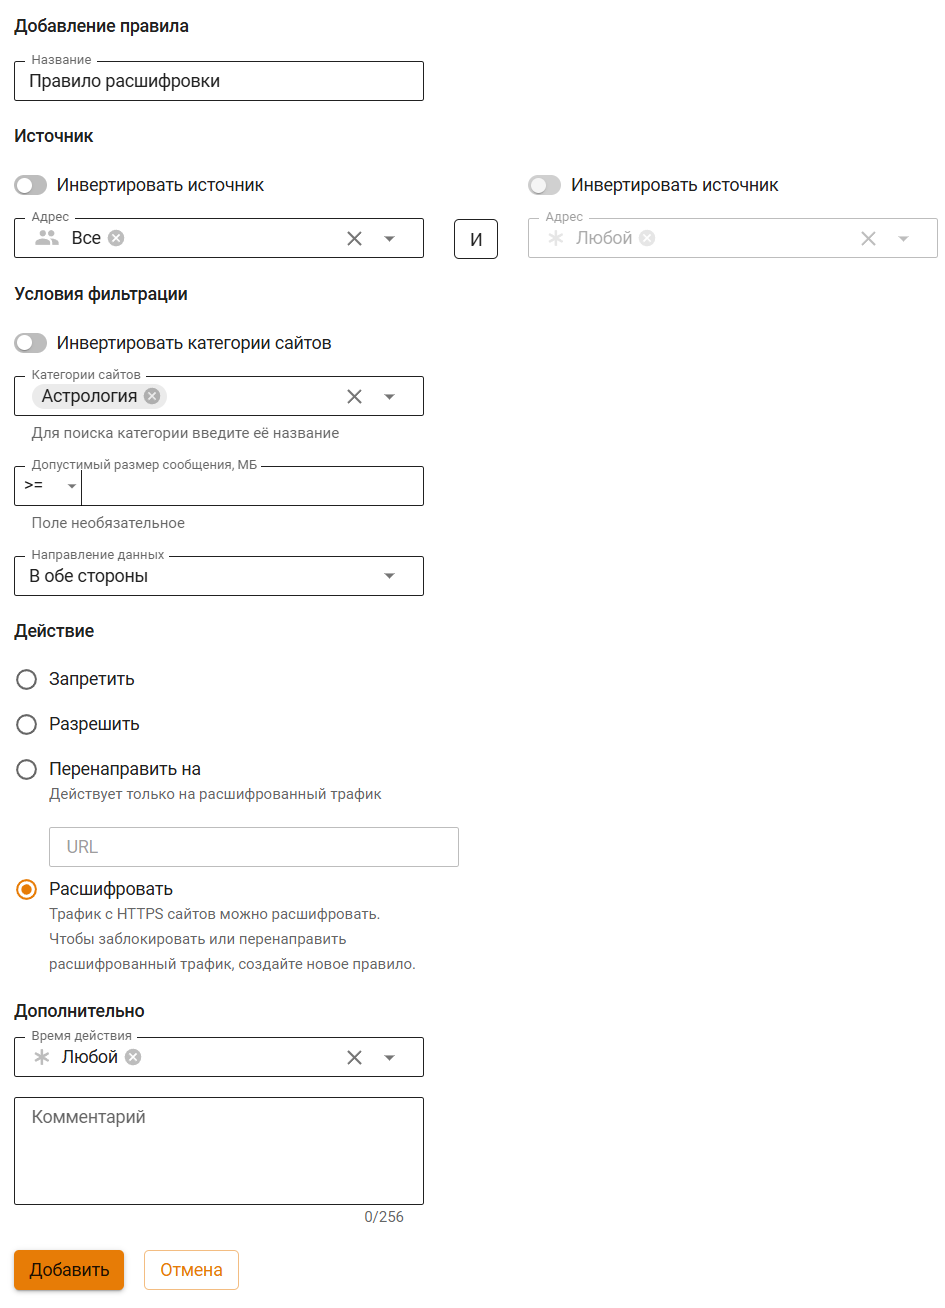 Добавление правила
Название
Правило расшифровки
Источник
Инвертировать источник
Инвертировать источник
Адрес
Все
И
Адрес
Любой
Условия фильтрации
Инвертировать категории сайтов
Категории сайтов
Астрология
Для поиска категории введите её название
Допустимый размер сообщения, МБ
>=
Поле необязательное
Направление данных
В обе стороны
Действие
Запретить
Разрешить
Перенаправить на
Действует только на расшифрованный трафик
URL
Расшифровать
Трафик с HTTPS сайтов можно расшифровать.
Чтобы заблокировать или перенаправить
расшифрованный трафик, создайте новое правило.
Дополнительно
Время действия
Любой
Комментарий
0/256
Добавить
Отмена